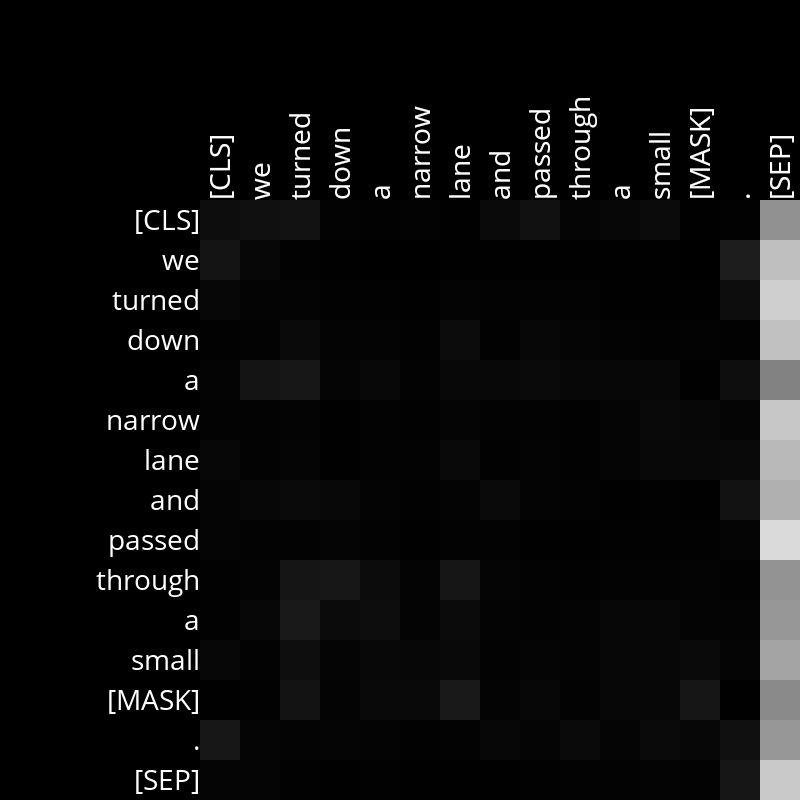 [CLS] we turned down a narrow lane and passed through a small [MASK] . [SEP]
[CLS]
we
turned
down
a
narrow
lane
and
passed
through
a
small
[MASK]
.
[SEP]